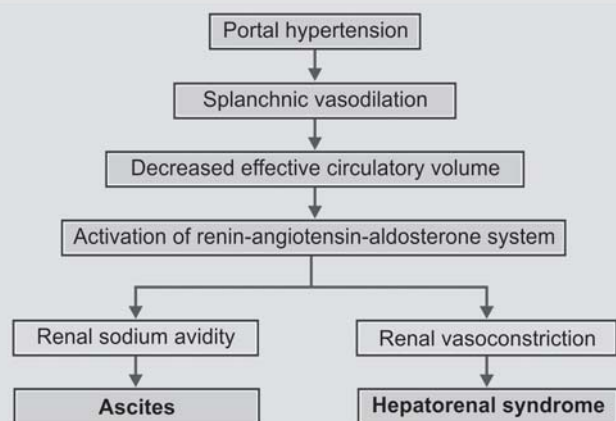 Portal hypertension
Splanchnic vasodilation
Decreased effective circulatory volume
Activation of renin-angiotensin-aldosterone system
Renal sodium avidity
Renal vasoconstriction
Ascites
Hepatorenal syndrome